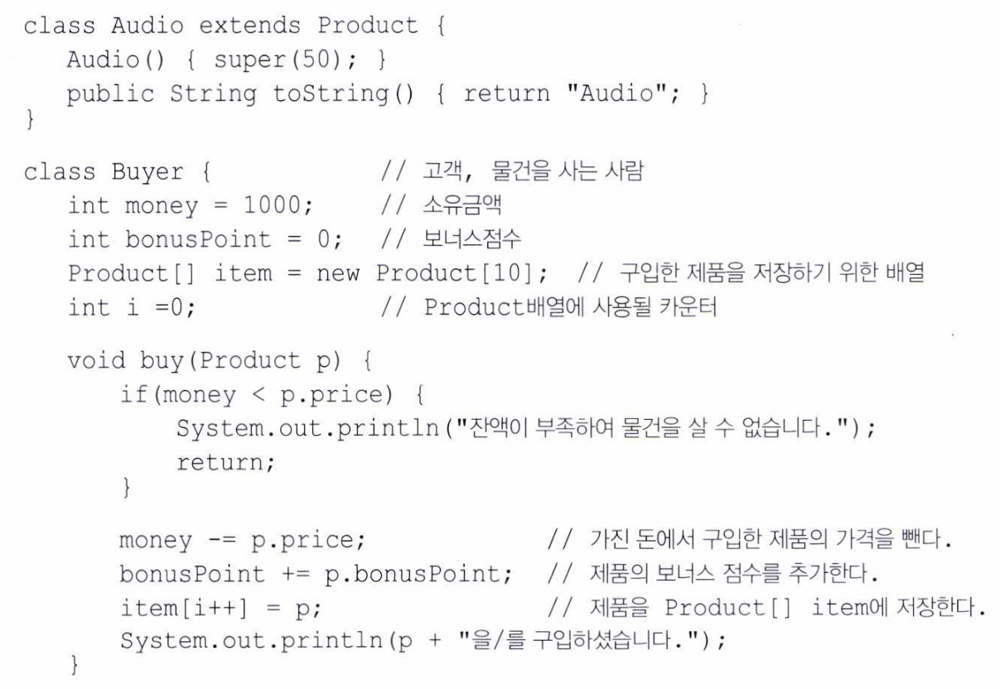 class Audio extends Product {
Audio() { super(50); }
public String toString() { return "Audio"; }
}
class Buyer { // 고객, 물건을 사는 사람
int money = 1000; // 소유금액
int bonusPoint = 0; // 보너스점수
Product[] item = new Product[10]; // 구입한 제품을 저장하기 위한 배열
int i =0; // Product배열에 사용될 카운터
void buy(Product p) {
if(money < p.price) {
System.out.println("잔액이 부족하여 물건을 살 수 없습니다.");
return;
}
money -= p.price; // 가진 돈에서 구입한 제품의 가격을 뺀다.
bonusPoint += p.bonusPoint; // 제품의 보너스 점수를 추가한다.
item[i++] = p; // 제품을 Product[] item에 저장한다.
System.out.println(p + "을/를 구입하셨습니다.");
}